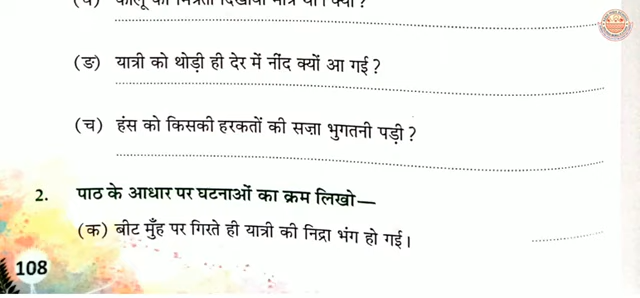 (ङ) यात्री को थोड़ी ही देर में नींद क्यों आ गई ?
(च) हंस को किसकी हरकतों की सज़ा भुगतनी पड़ी ?
2. पाठ के आधार पर घटनाओं का क्रम लिखो—
(क) बीट मुँह पर गिरते ही यात्री की निद्रा भंग हो गई।
108